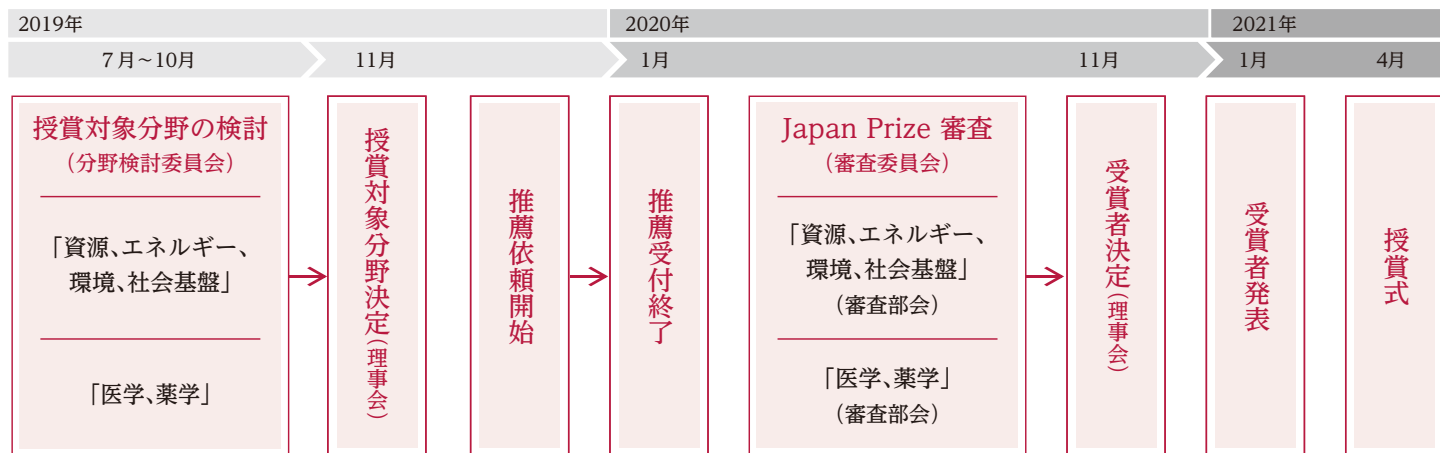 2019年
2020年
2021年
7月~10月
11月
1月
11月
1月
4月
授賞対象分野の検討
(分野検討委員会)
「資源、エネルギー、
環境、社会基盤」
「医学、薬学」
授賞対象分野決定(理事会)
推薦依頼開始
推薦受付終了
Japan Prize 審査
(審査委員会)
「資源、エネルギー、
環境、社会基盤」
(審査部会)
「医学、薬学」
(審査部会)
受賞者決定(理事会)
受賞者発表
授賞式